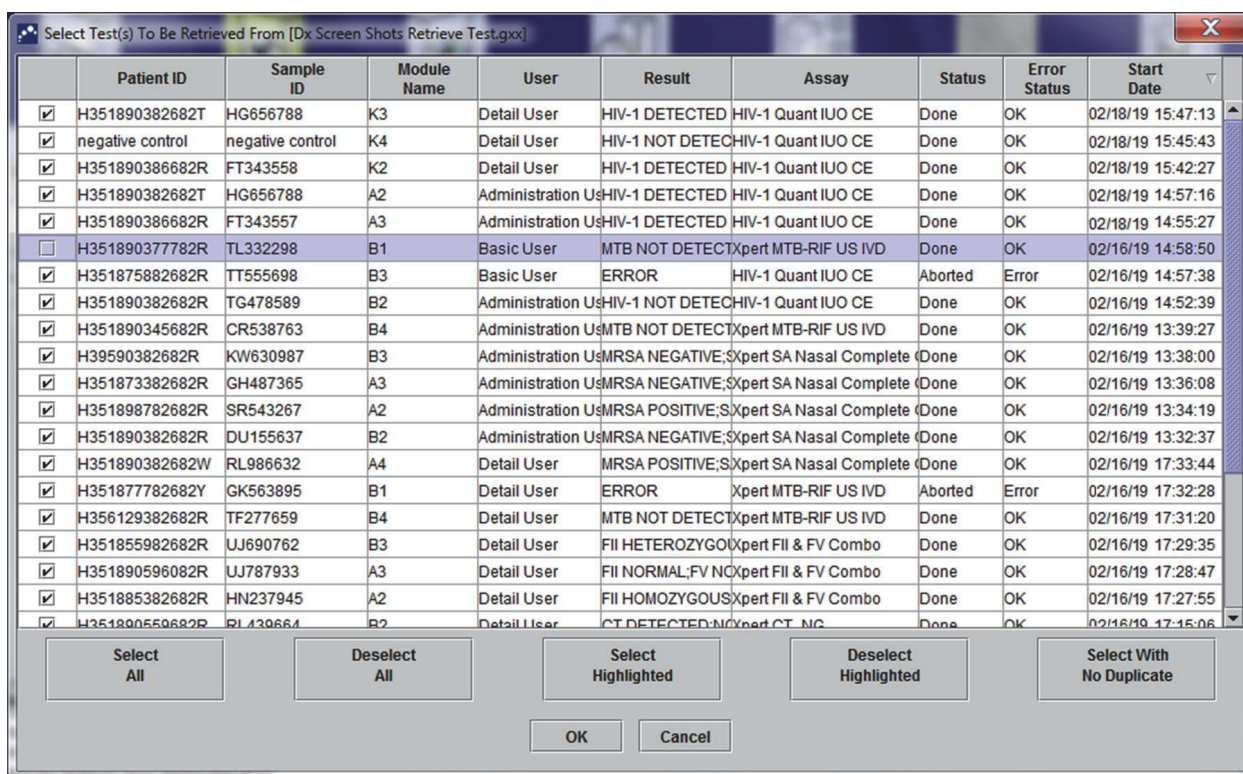 Select Test(s) To Be Retrieved From [Dx Screen Shots Retrieve Test.gxx]
Patient ID Sample ID Module Name User Result Assay Status Error Status Start Date
H351890382682T HG656788 K3 Detail User HIV-1 DETECTED HIV-1 Quant IUO CE Done OK 02/18/19 15:47:13
negative control negative control K4 Detail User HIV-1 NOT DETEC HIV-1 Quant IUO CE Done OK 02/18/19 15:45:43
H351890386682R FT343558 K2 Detail User HIV-1 DETECTED HIV-1 Quant IUO CE Done OK 02/18/19 15:42:27
H351890382682T HG656788 A2 Administration Us HIV-1 DETECTED HIV-1 Quant IUO CE Done OK 02/18/19 14:57:16
H351890386682R FT343557 A3 Administration Us HIV-1 DETECTED HIV-1 Quant IUO CE Done OK 02/18/19 14:55:27
H351890377782R TL332298 B1 Basic User MTB NOT DETECT Xpert MTB-RIF US IVD Done OK 02/16/19 14:58:50
H351875882682R TT555698 B3 Basic User ERROR HIV-1 Quant IUO CE Aborted Error 02/16/19 14:57:38
H351890382682R TG478589 B2 Administration Us HIV-1 NOT DETEC HIV-1 Quant IUO CE Done OK 02/16/19 14:52:39
H351890345682R CR538763 B4 Administration Us MTB NOT DETECT Xpert MTB-RIF US IVD Done OK 02/16/19 13:39:27
H39590382682R KW630987 B3 Administration Us MRSA NEGATIVE;S Xpert SA Nasal Complete Done OK 02/16/19 13:38:00
H351873382682R GH487365 A3 Administration Us MRSA NEGATIVE;S Xpert SA Nasal Complete Done OK 02/16/19 13:36:08
H351898782682R SR543267 A2 Administration Us MRSA POSITIVE;S Xpert SA Nasal Complete Done OK 02/16/19 13:34:19
H351890382682R DU155637 B2 Administration Us MRSA NEGATIVE;S Xpert SA Nasal Complete Done OK 02/16/19 13:32:37
H351890382682W RL986632 A4 Detail User MRSA POSITIVE;S Xpert SA Nasal Complete Done OK 02/16/19 17:33:44
H351877782682Y GK563895 B1 Detail User ERROR Xpert MTB-RIF US IVD Aborted Error 02/16/19 17:32:28
H356129382682R TF277659 B4 Detail User MTB NOT DETECT Xpert MTB-RIF US IVD Done OK 02/16/19 17:31:20
H351855982682R UJ690762 B3 Detail User FII HETEROZYGOU Xpert FII & FV Combo Done OK 02/16/19 17:29:35
H351890596082R UJ787933 A3 Detail User FII NORMAL;FV NO Xpert FII & FV Combo Done OK 02/16/19 17:28:47
H351885382682R HN237945 A2 Detail User FII HOMOZYGOUS Xpert FII & FV Combo Done OK 02/16/19 17:27:55
H351890559682R RL439664 B2 Detail User CT DETECTED;NG Xpert CT_NG Done OK 02/16/19 17:15:06
Select All Deselect All Select Highlighted Deselect Highlighted Select With No Duplicate
OK Cancel